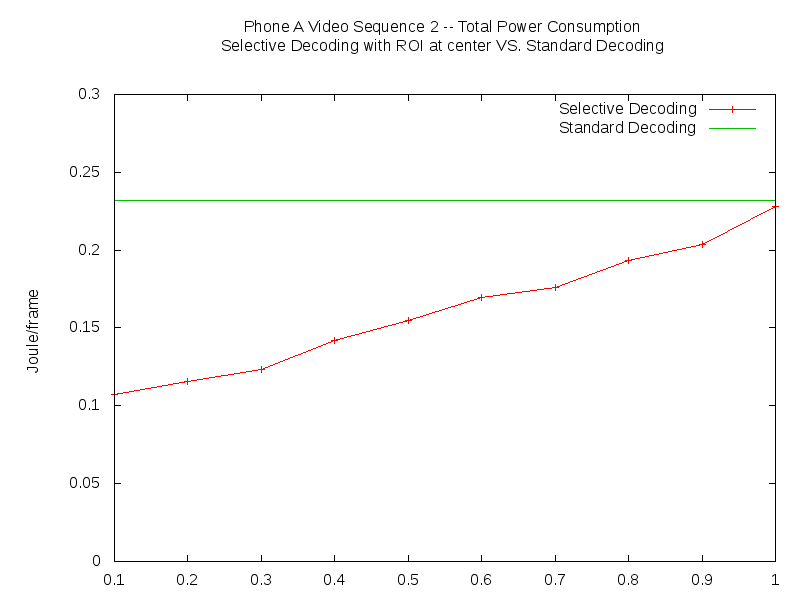 Phone A Video Sequence 2 -- Total Power Consumption
Selective Decoding with ROI at center VS. Standard Decoding
Selective Decoding
Standard Decoding
0.3
0.25
0.2
0.15
0.1
0.05
0
Joule/frame
0.1 0.2 0.3 0.4 0.5 0.6 0.7 0.8 0.9 1